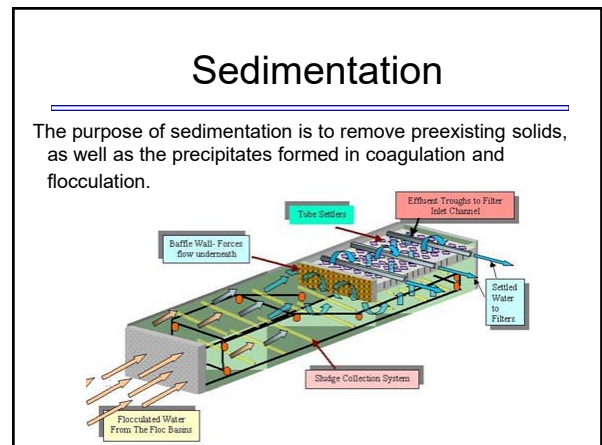 Sedimentation
The purpose of sedimentation is to remove preexisting solids,
as well as the precipitates formed in coagulation and
flocculation.
Effluent Troughs to Filter
Inlet Channel
Tube Settlers
Baffle Wall- Forces
flow underneath
Settled
Water
to
Filters
Sludge Collection System
Flocculated Water
From The Floc Basins